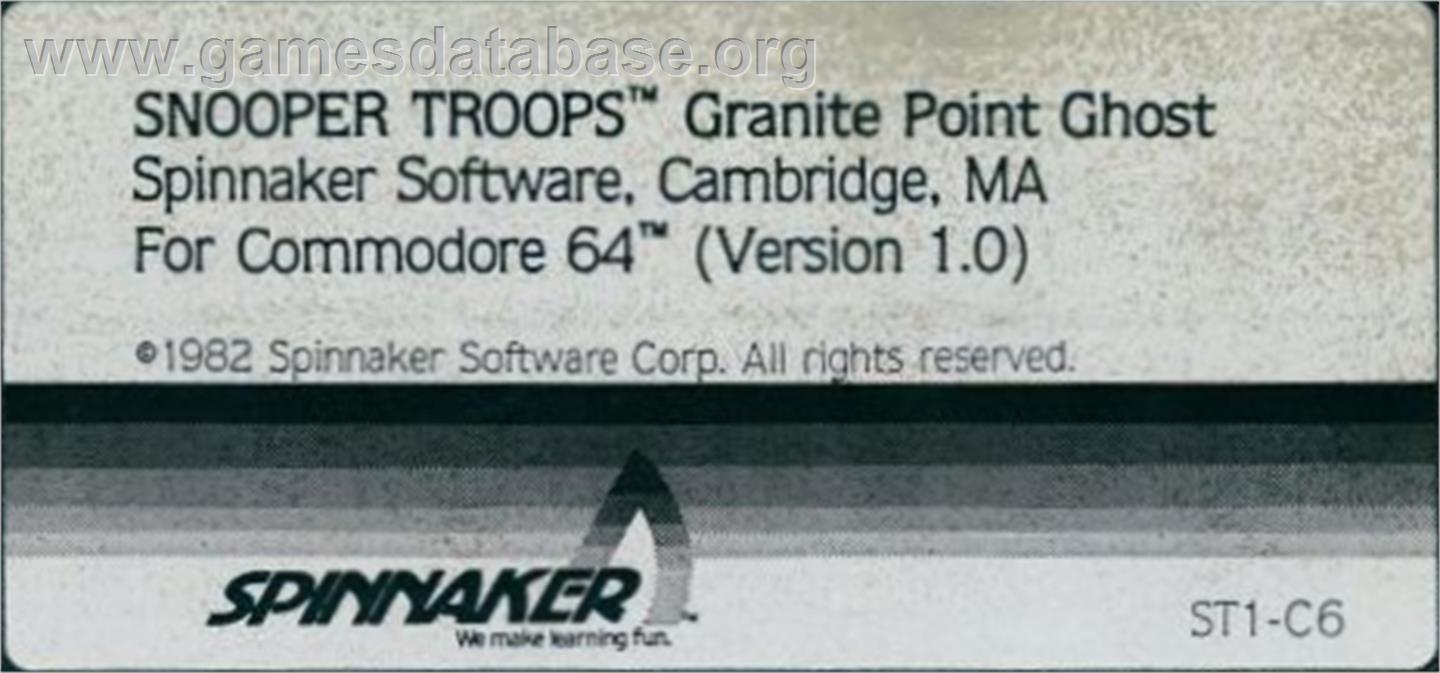 www.gamesdatabase.org
SNOOPER TROOPS™ Granite Point Ghost
Spinnaker Software, Cambridge, MA
For Commodore 64™ (Version 1.0)
©1982 Spinnaker Software Corp. All rights reserved.
SPINNAKER™
We make learning fun.
ST1-C6